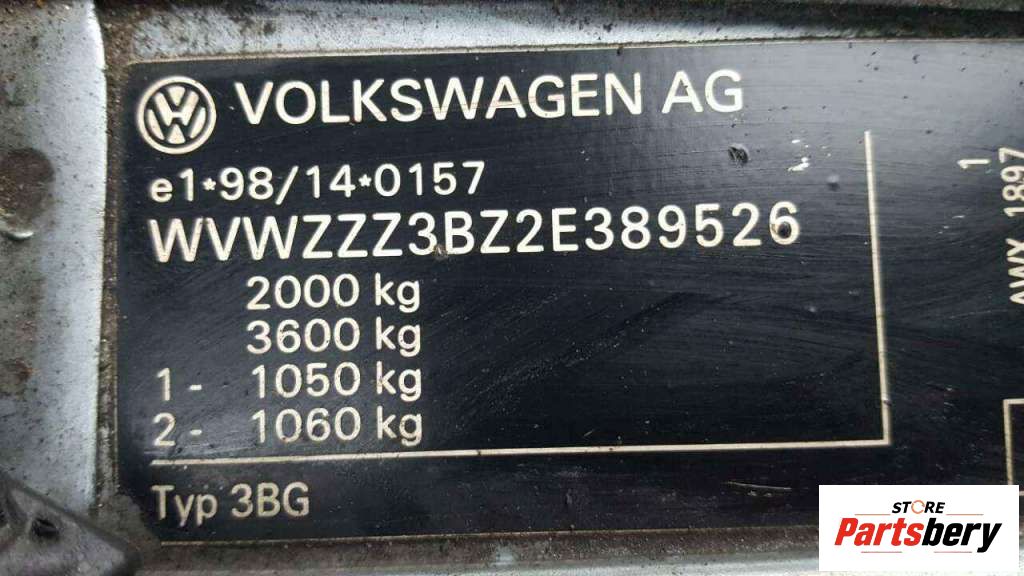 VOLKSWAGEN AG
e1*98/14*0157
WVWZZZ3BZ2E389526
2000 kg
3600 kg
1 - 1050 kg
2 - 1060 kg
Typ 3BG
1
AWX 1897
STORE
Partsbery